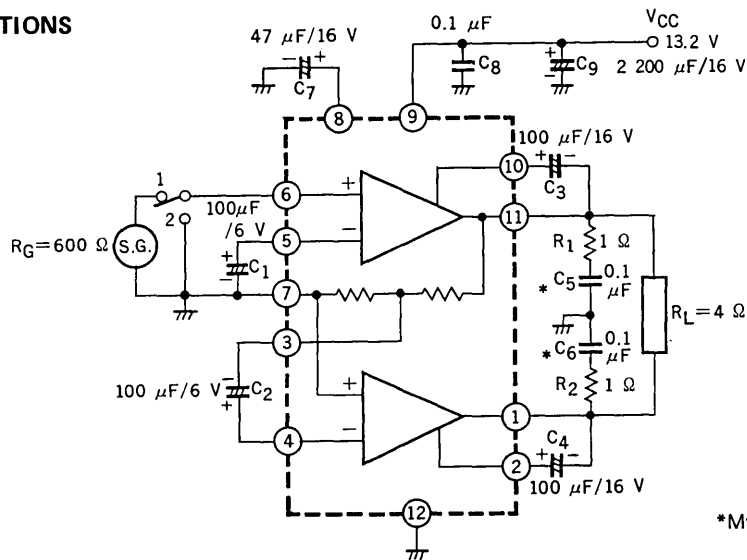 TIONS
47 μF/16 V
− +
C7
0.1 μF
C8
VCC
13.2 V
+
−
C9
2 200 μF/16 V
8
9
100 μF/16 V
10
+ −
C3
1
2
6
+
−
11
100μF
/6 V
5
RG=600 Ω
S.G.
+
−
C1
7
R1
1 Ω
* C5
0.1
μF
RL=4 Ω
3
* C6
0.1
μF
100 μF/6 V
−
+
C2
R2
1 Ω
+
−
4
1
C4
+ −
2
100 μF/16 V
12
*M